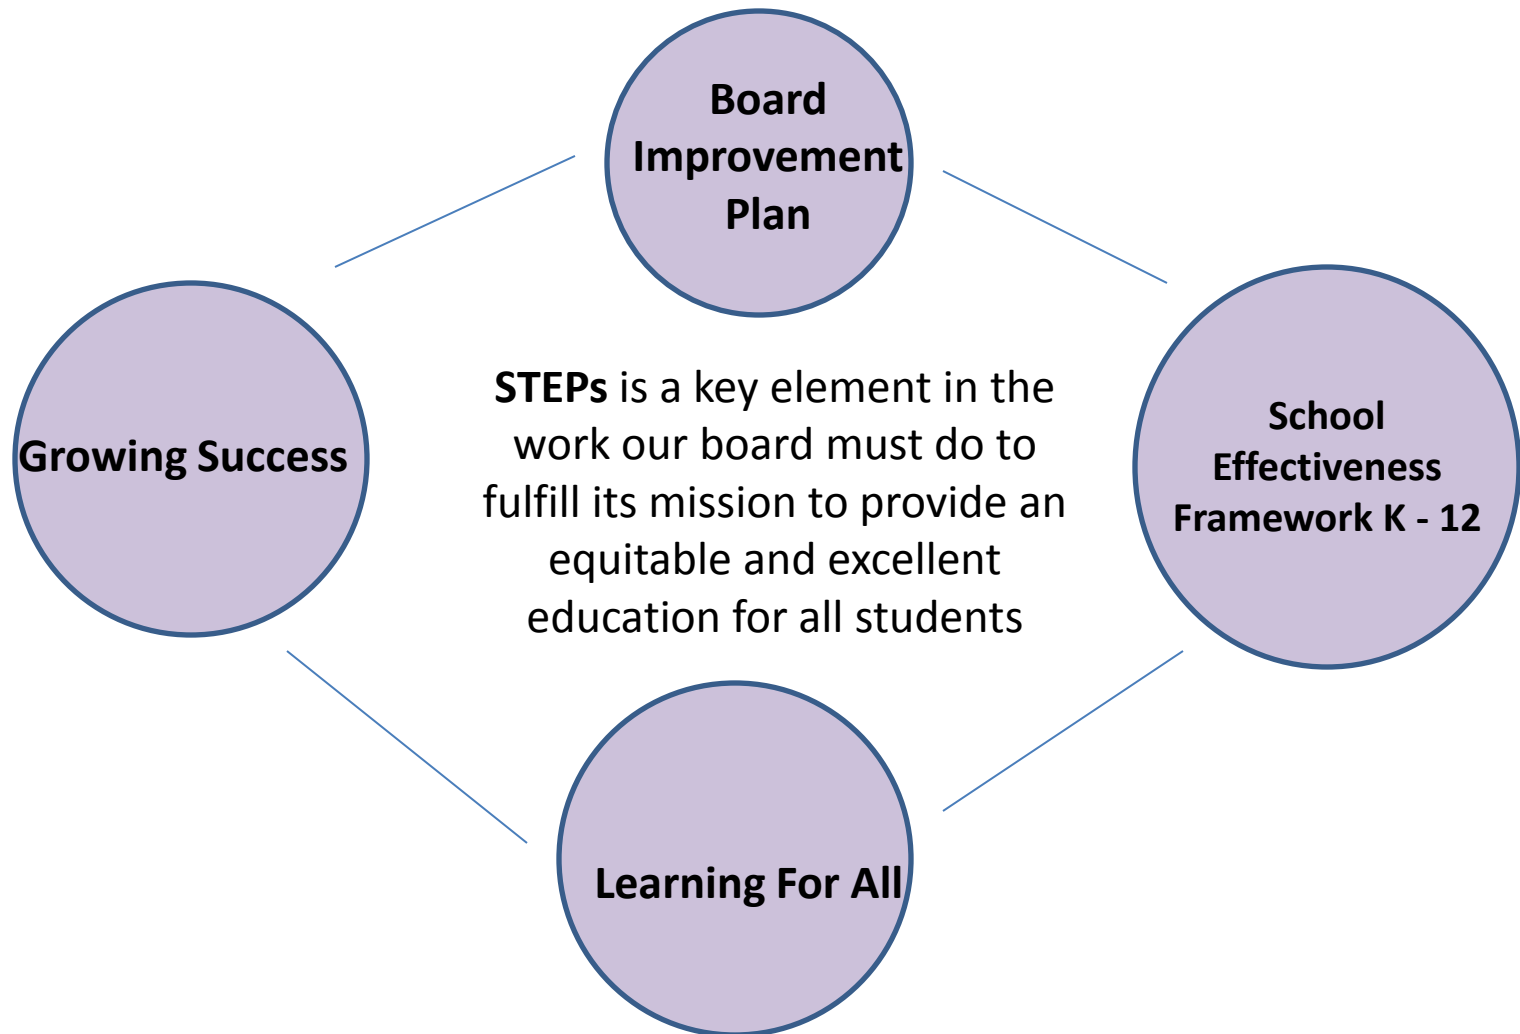 Board
Improvement
Plan
STEPs is a key element in the
work our board must do to
fulfill its mission to provide an
equitable and excellent
education for all students
Growing Success
School
Effectiveness
Framework K - 12
Learning For All